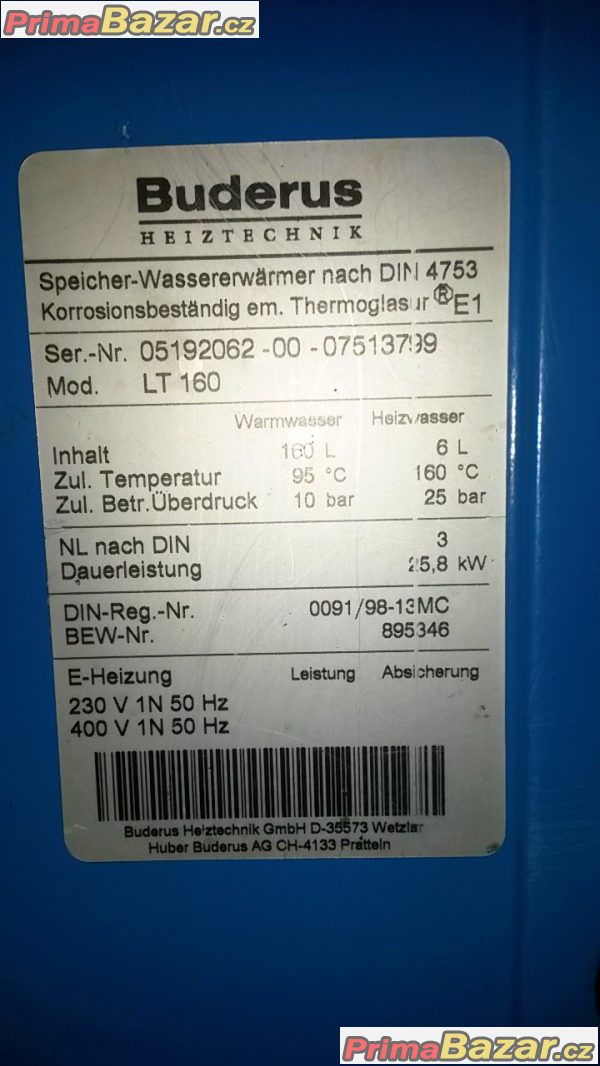 PrimaBazar.cz
Buderus
HEIZTECHNIK
Speicher-Wassererwärmer nach DIN 4753
Korrosionsbeständig em. Thermoglasur ® E1
Ser.-Nr. 05192062 -00 -07513799
Mod. LT 160
Warmwasser Heizwasser
Inhalt 160 L 6 L
Zul. Temperatur 95 °C 160 °C
Zul. Betr.Überdruck 10 bar 25 bar
NL nach DIN 3
Dauerleistung 25,8 kW
DIN-Reg.-Nr. 0091/98-13MC
BEW-Nr. 895346
E-Heizung Leistung Absicherung
230 V 1N 50 Hz
400 V 1N 50 Hz
Buderus Heiztechnik GmbH D-35573 Wetzlar
Huber Buderus AG CH-4133 Pratteln
PrimaBazar.cz